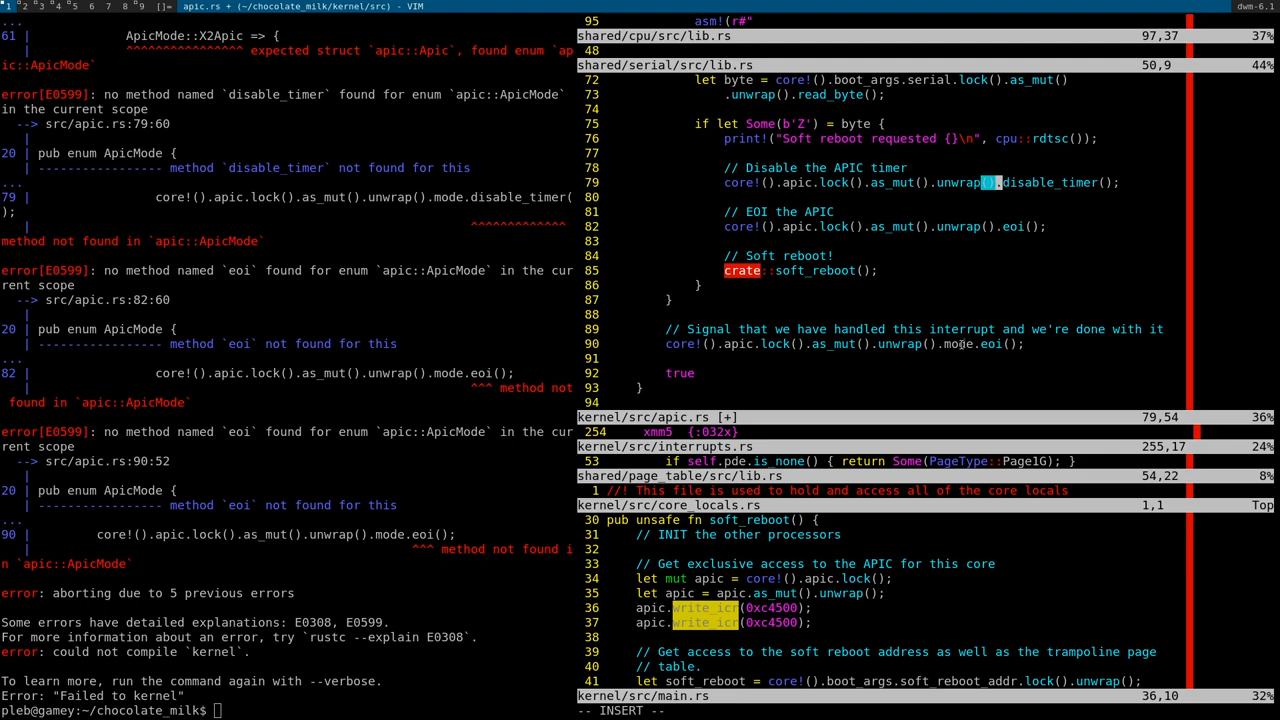 1 2 3 4 5 6 7 8 9 []= apic.rs + (~/chocolate_milk/kernel/src) - VIM dwm-6.1
...
61 |             ApicMode::X2Apic => {
   |             ^^^^^^^^^^^^^^^^ expected struct `apic::Apic`, found enum `ap
ic::ApicMode`
error[E0599]: no method named `disable_timer` found for enum `apic::ApicMode`
in the current scope
  --> src/apic.rs:79:60
   |
20 | pub enum ApicMode {
   | ----------------- method `disable_timer` not found for this
...
79 |                 core!().apic.lock().as_mut().unwrap().mode.disable_timer(
);
   |                                                            ^^^^^^^^^^^^^
method not found in `apic::ApicMode`
error[E0599]: no method named `eoi` found for enum `apic::ApicMode` in the cur
rent scope
  --> src/apic.rs:82:60
   |
20 | pub enum ApicMode {
   | ----------------- method `eoi` not found for this
...
82 |                 core!().apic.lock().as_mut().unwrap().mode.eoi();
   |                                                            ^^^ method not
 found in `apic::ApicMode`
error[E0599]: no method named `eoi` found for enum `apic::ApicMode` in the cur
rent scope
  --> src/apic.rs:90:52
   |
20 | pub enum ApicMode {
   | ----------------- method `eoi` not found for this
...
90 |         core!().apic.lock().as_mut().unwrap().mode.eoi();
   |                                                    ^^^ method not found i
n `apic::ApicMode`
error: aborting due to 5 previous errors
Some errors have detailed explanations: E0308, E0599.
For more information about an error, try `rustc --explain E0308`.
error: could not compile `kernel`.
To learn more, run the command again with --verbose.
Error: "Failed to kernel"
pleb@gamey:~/chocolate_milk$
95             asm!(r#"
shared/cpu/src/lib.rs 97,37 37%
48
shared/serial/src/lib.rs 50,9 44%
72             let byte = core!().boot_args.serial.lock().as_mut()
73                 .unwrap().read_byte();
74
75             if let Some(b'Z') = byte {
76                 print!("Soft reboot requested {}\n", cpu::rdtsc());
77
78                 // Disable the APIC timer
79                 core!().apic.lock().as_mut().unwrap().disable_timer();
80
81                 // EOI the APIC
82                 core!().apic.lock().as_mut().unwrap().eoi();
83
84                 // Soft reboot!
85                 crate::soft_reboot();
86             }
87         }
88
89         // Signal that we have handled this interrupt and we're done with it
90         core!().apic.lock().as_mut().unwrap().mode.eoi();
91
92         true
93     }
94
kernel/src/apic.rs [+] 79,54 36%
254     xmm5  {:032x}
kernel/src/interrupts.rs 255,17 24%
53         if self.pde.is_none() { return Some(PageType::Page1G); }
shared/page_table/src/lib.rs 54,22 8%
1 //! This file is used to hold and access all of the core locals
kernel/src/core_locals.rs 1,1 Top
30 pub unsafe fn soft_reboot() {
31     // INIT the other processors
32
33     // Get exclusive access to the APIC for this core
34     let mut apic = core!().apic.lock();
35     let apic = apic.as_mut().unwrap();
36     apic.write_icr(0xc4500);
37     apic.write_icr(0xc4500);
38
39     // Get access to the soft reboot address as well as the trampoline page
40     // table.
41     let soft_reboot = core!().boot_args.soft_reboot_addr.lock().unwrap();
kernel/src/main.rs 36,10 32%
-- INSERT --